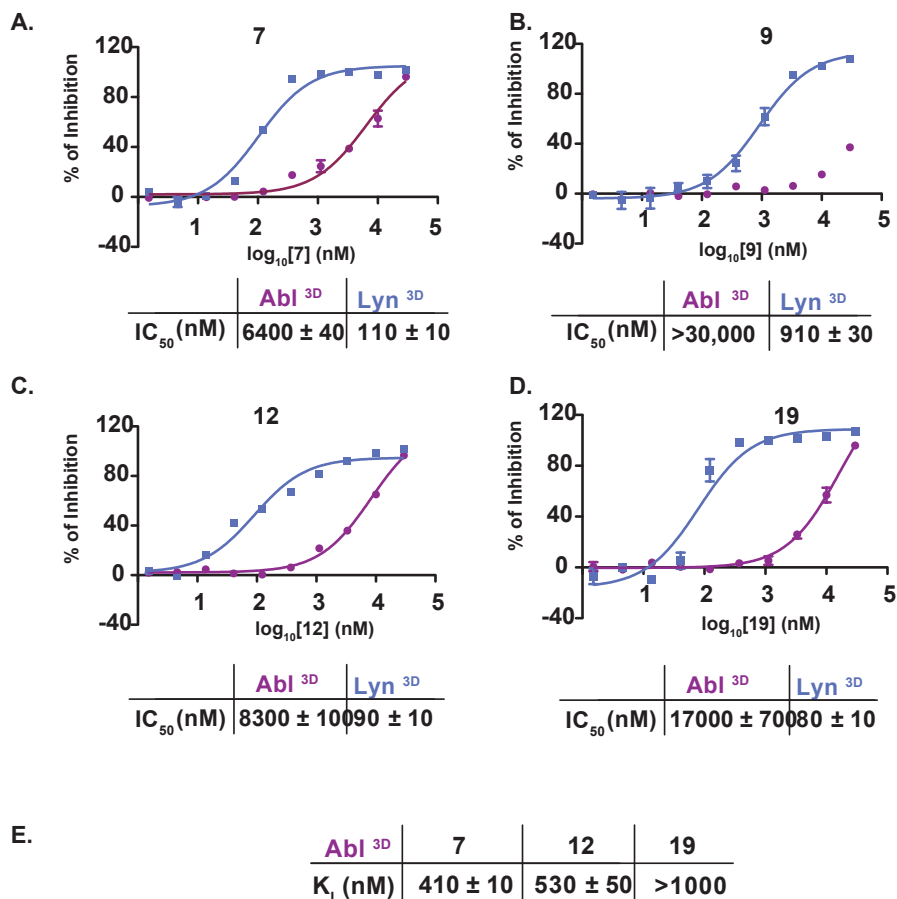 A.
7
% of Inhibition
120
80
40
0
-40
1 2 3 4 5
log10[7] (nM)
Abl 3D Lyn 3D
IC50 (nM) 6400 ± 40 110 ± 10
B.
9
% of Inhibition
120
80
40
0
-40
1 2 3 4 5
log10[9] (nM)
Abl 3D Lyn 3D
IC50 (nM) >30,000 910 ± 30
C.
12
% of Inhibition
120
80
40
0
-40
1 2 3 4 5
log10[12] (nM)
Abl 3D Lyn 3D
IC50 (nM) 8300 ± 100 90 ± 10
D.
19
% of Inhibition
120
80
40
0
-40
1 2 3 4 5
log10[19] (nM)
Abl 3D Lyn 3D
IC50 (nM) 17000 ± 700 80 ± 10
E.
Abl 3D 7 12 19
KI (nM) 410 ± 10 530 ± 50 >1000